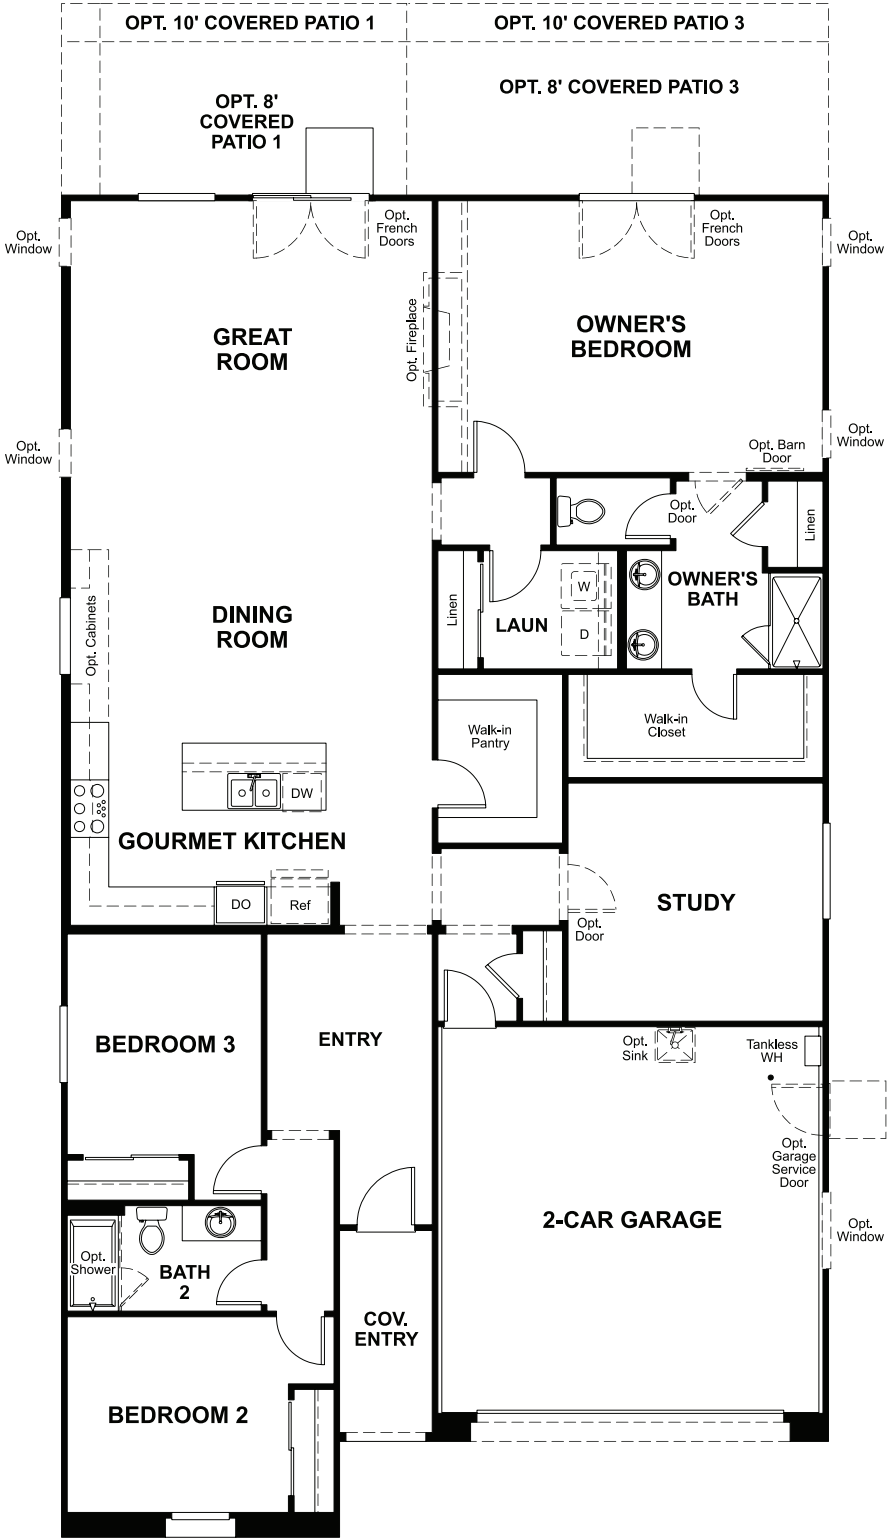 OPT. 10' COVERED PATIO 1
OPT. 10' COVERED PATIO 3
OPT. 8'
COVERED
PATIO 1
OPT. 8' COVERED PATIO 3
Opt.
French
Doors
Opt.
French
Doors
Opt.
Window
Opt.
Window
GREAT
ROOM
Opt. Fireplace
OWNER'S
BEDROOM
Opt.
Window
Opt. Barn
Door
Opt.
Window
Opt.
Door
Linen
Opt. Cabinets
DINING
ROOM
Linen
LAUN
W
D
OWNER'S
BATH
Walk-in
Pantry
Walk-in
Closet
DW
GOURMET KITCHEN
DO
Ref
STUDY
Opt.
Door
BEDROOM 3
ENTRY
Opt.
Sink
Tankless
WH
Opt.
Garage
Service
Door
2-CAR GARAGE
Opt.
Window
Opt.
Shower
BATH
2
COV.
ENTRY
BEDROOM 2